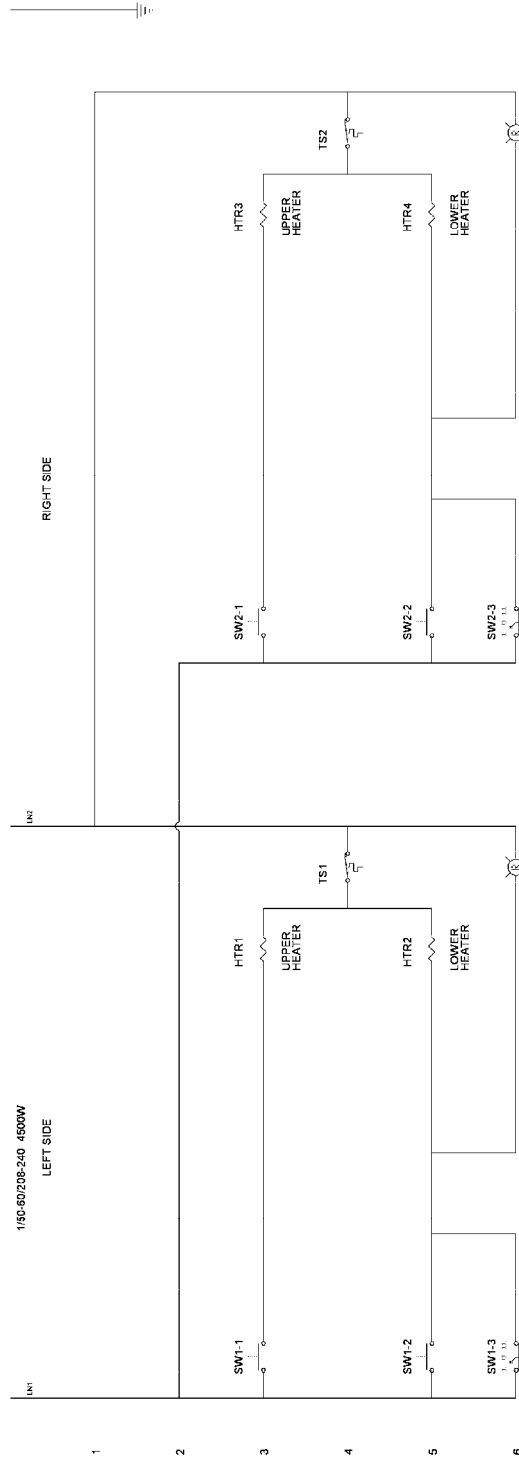 1/50-60/208-240 4500W
LEFT SIDE
RIGHT SIDE
LN1
LN2
1
2
3
SW1-1
HTR1
UPPER
HEATER
SW2-1
HTR3
UPPER
HEATER
4
TS1
TS2
5
SW1-2
HTR2
LOWER
HEATER
SW2-2
HTR4
LOWER
HEATER
6
SW1-3
R
SW2-3
R